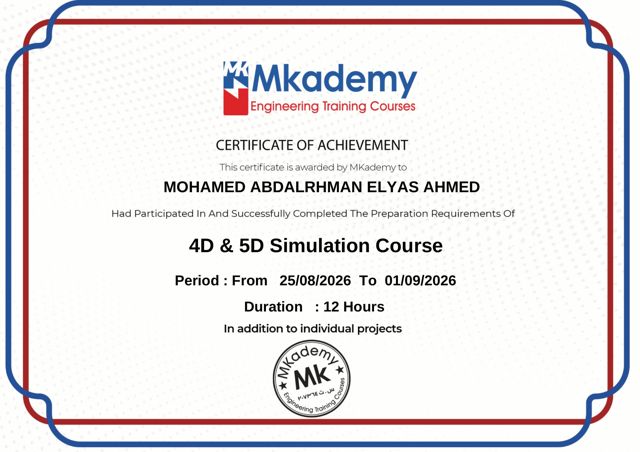 MK Mkademy
Engineering Training Courses
CERTIFICATE OF ACHIEVEMENT
This certificate is awarded by MKademy to
MOHAMED ABDALRHMAN ELYAS AHMED
Had Participated In And Successfully Completed The Preparation Requirements Of
4D & 5D Simulation Course
Period : From 25/08/2026 To 01/09/2026
Duration : 12 Hours
In addition to individual projects
MKademy
Mk
Engineering Training Courses